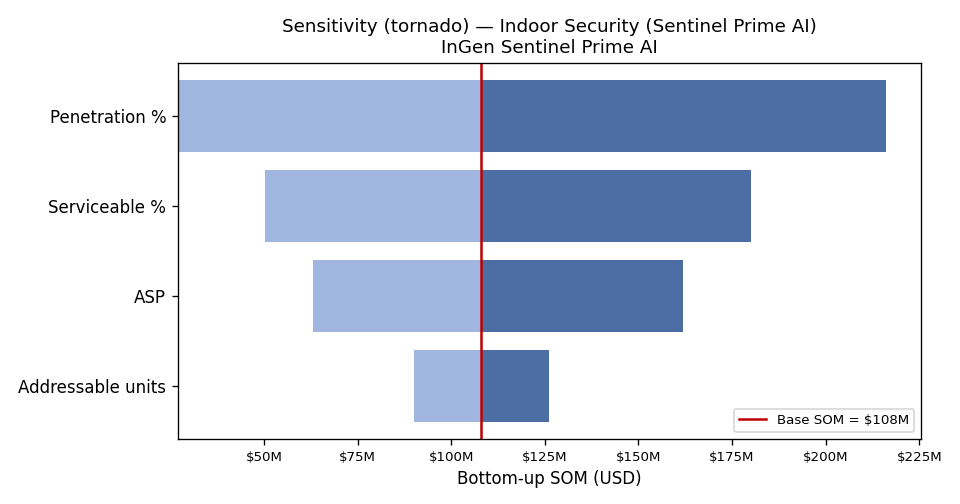 Sensitivity (tornado) — Indoor Security (Sentinel Prime AI)
InGen Sentinel Prime AI
Penetration %
Serviceable %
ASP
Addressable units
Base SOM = $108M
$50M $75M $100M $125M $150M $175M $200M $225M
Bottom-up SOM (USD)